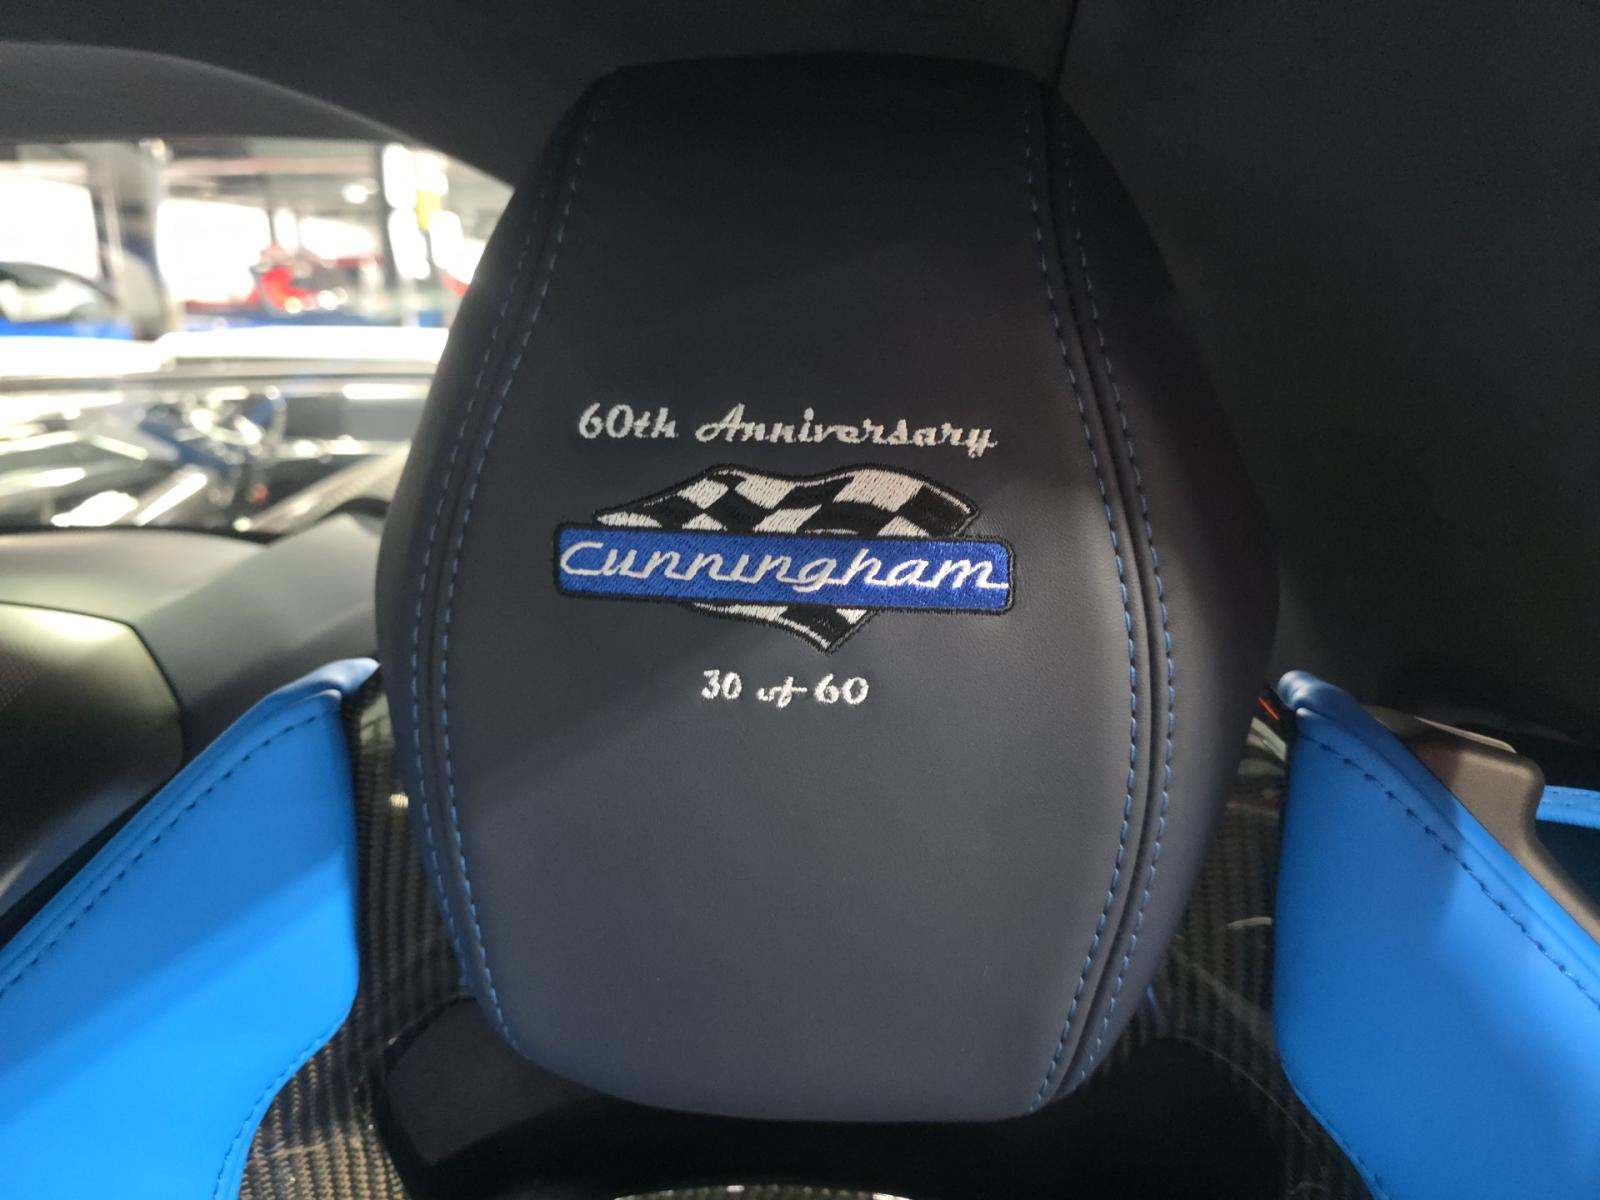 60th Anniversary
Cunningham
30 of 60